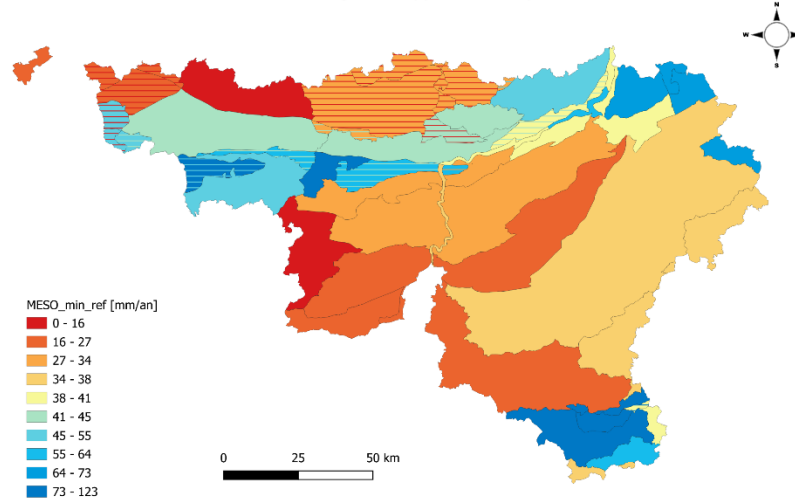 N
W
E
S
MESO_min_ref [mm/an]
0 - 16
16 - 27
27 - 34
34 - 38
38 - 41
41 - 45
45 - 55
55 - 64
64 - 73
73 - 123
0 25 50 km